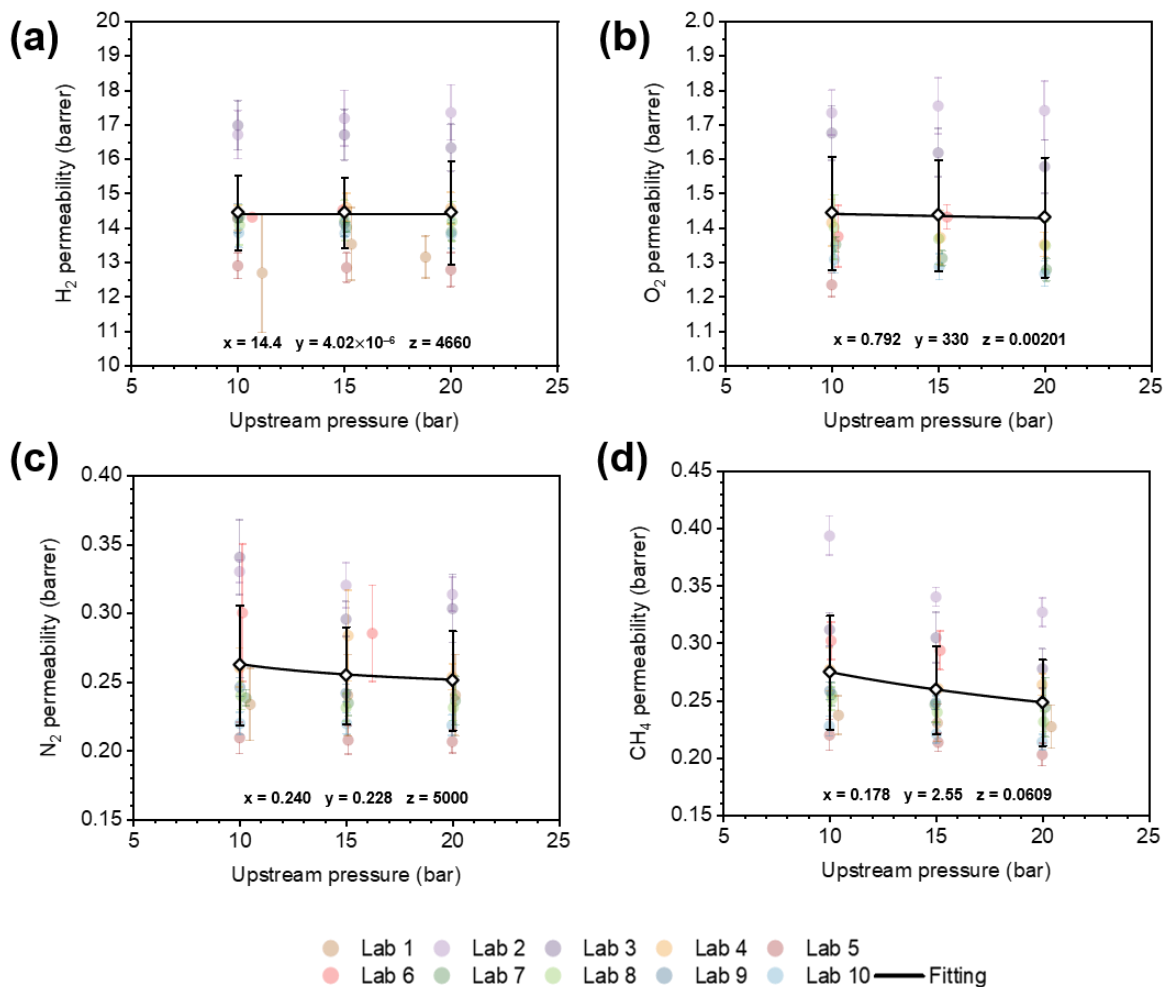 (a)
20
19
18
17
16
15
14
13
12
11
10
H₂ permeability (barrer)
x = 14.4 y = 4.02×10⁻⁶ z = 4660
5 10 15 20 25
Upstream pressure (bar)
(b)
2.0
1.9
1.8
1.7
1.6
1.5
1.4
1.3
1.2
1.1
1.0
O₂ permeability (barrer)
x = 0.792 y = 330 z = 0.00201
5 10 15 20 25
Upstream pressure (bar)
(c)
0.40
0.35
0.30
0.25
0.20
0.15
N₂ permeability (barrer)
x = 0.240 y = 0.228 z = 5000
5 10 15 20 25
Upstream pressure (bar)
(d)
0.45
0.40
0.35
0.30
0.25
0.20
0.15
CH₄ permeability (barrer)
x = 0.178 y = 2.55 z = 0.0609
5 10 15 20 25
Upstream pressure (bar)
Lab 1 Lab 2 Lab 3 Lab 4 Lab 5
Lab 6 Lab 7 Lab 8 Lab 9 Lab 10 Fitting